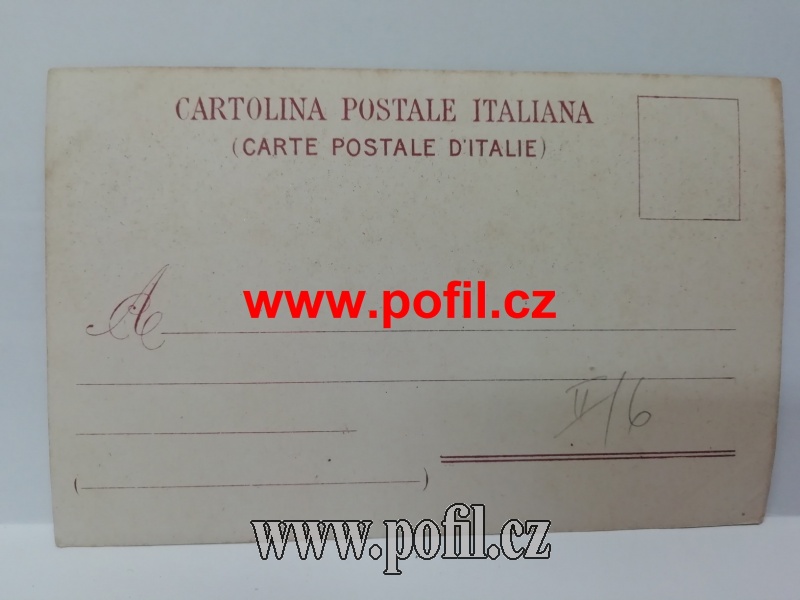 CARTOLINA POSTALE ITALIANA
(CARTE POSTALE D'ITALIE)
A
www.pofil.cz
II/6
( )
www.pofil.cz